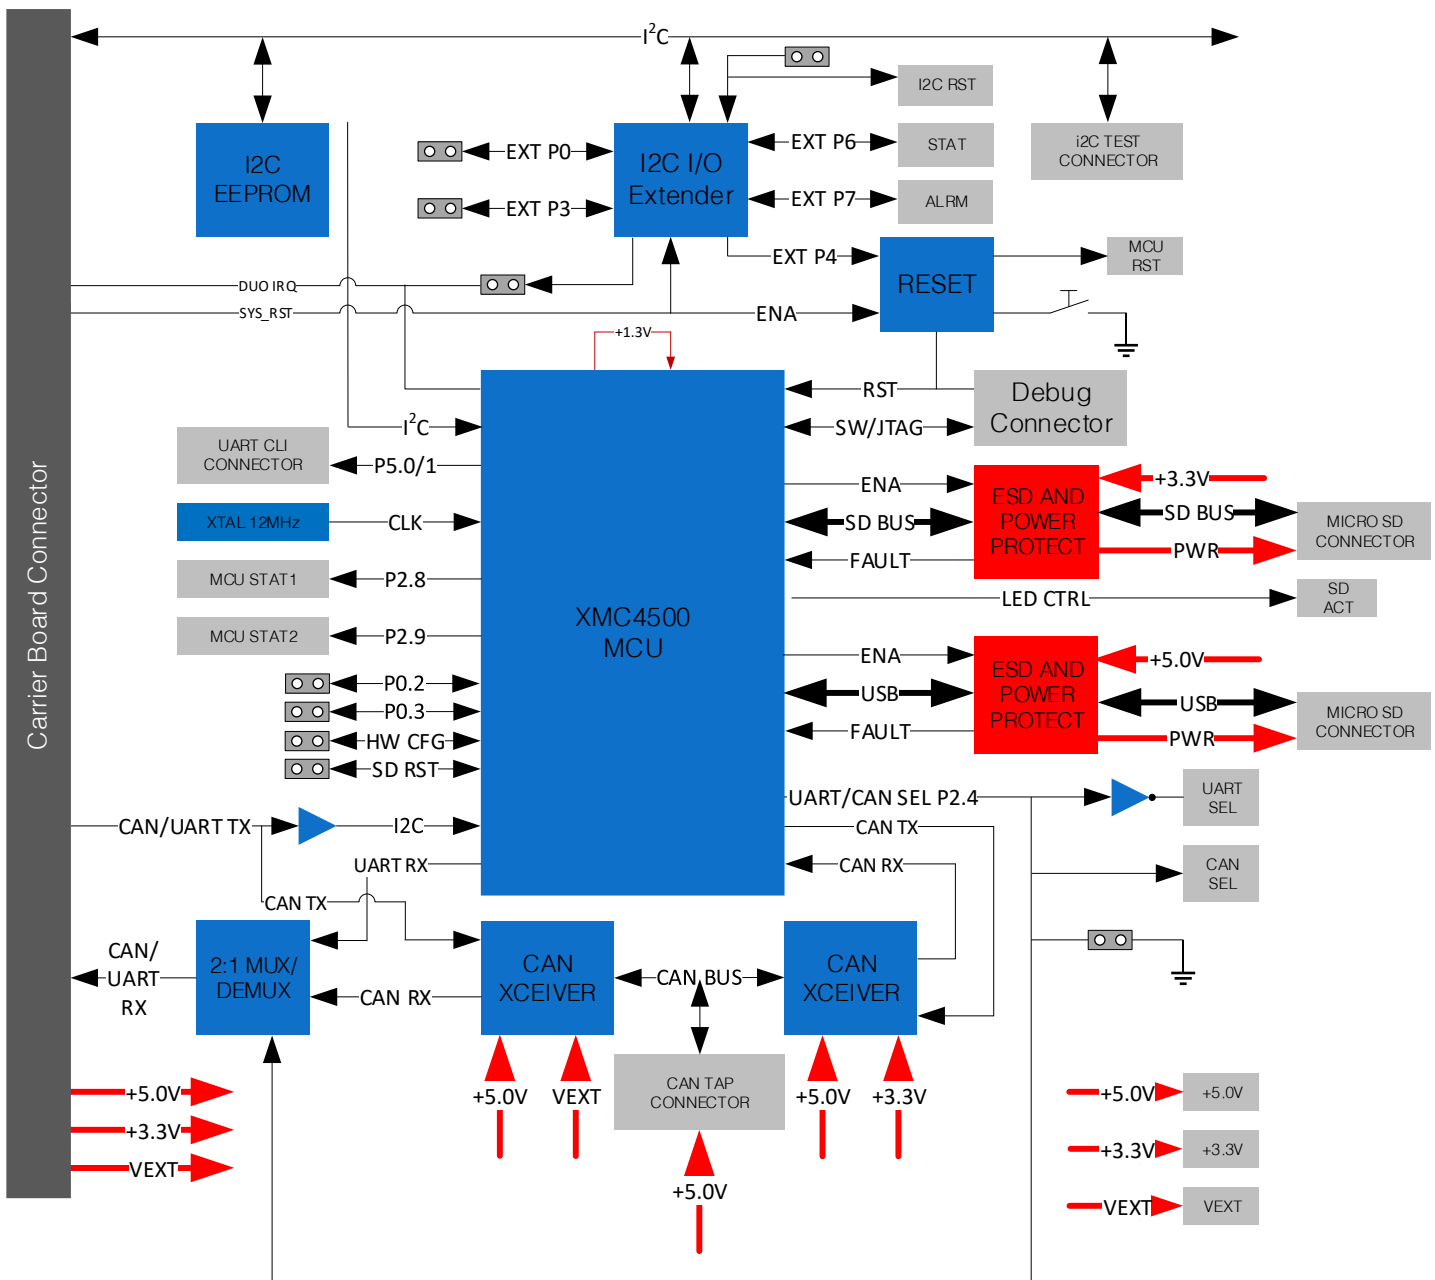 I2C
I2C RST
I2C
EEPROM
EXT P0
I2C I/O
Extender
EXT P6
STAT
i2C TEST
CONNECTOR
EXT P3
EXT P7
ALRM
EXT P4
RESET
MCU
RST
DUO IRQ
SYS_RST
ENA
+1.3V
RST
Debug
Connector
I2C
SW/JTAG
UART CLI
CONNECTOR
P5.0/1
ENA
ESD AND
POWER
PROTECT
+3.3V
XTAL 12MHz
CLK
SD BUS
SD BUS
MICRO SD
CONNECTOR
FAULT
PWR
MCU STAT1
P2.8
XMC4500
MCU
LED CTRL
SD
ACT
MCU STAT2
P2.9
ENA
ESD AND
POWER
PROTECT
+5.0V
P0.2
USB
USB
MICRO SD
CONNECTOR
P0.3
HW CFG
FAULT
PWR
SD RST
Carrier Board Connector
UART/CAN SEL P2.4
UART
SEL
CAN/UART TX
I2C
CAN TX
UART RX
CAN RX
CAN
SEL
CAN TX
CAN/
UART
RX
2:1 MUX/
DEMUX
CAN RX
CAN
XCEIVER
CAN BUS
CAN
XCEIVER
+5.0V
+3.3V
VEXT
+5.0V
VEXT
CAN TAP
CONNECTOR
+5.0V
+3.3V
+5.0V
+5.0V
+5.0V
+3.3V
+3.3V
VEXT
VEXT